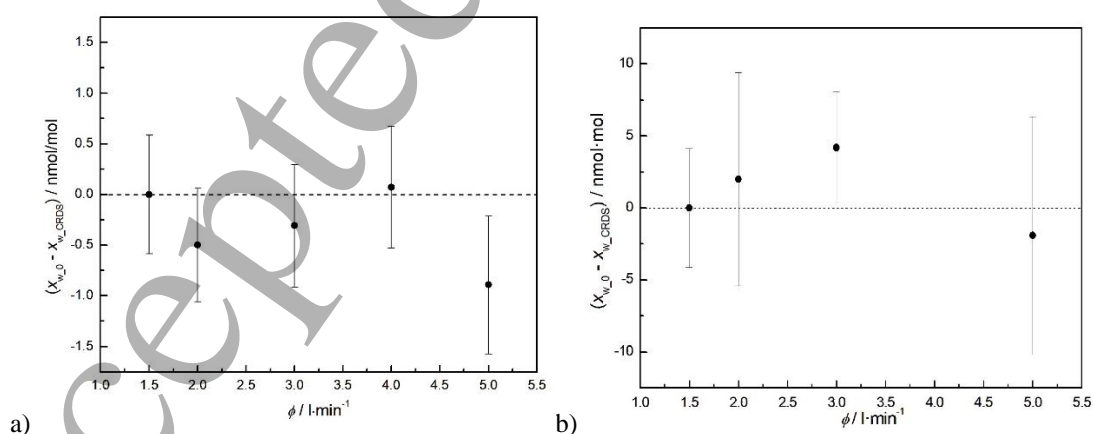 1.5
1.0
0.5
0.0
-0.5
-1.0
-1.5
(x_w_0 - x_w_CRDS) / nmol/mol
1.0 1.5 2.0 2.5 3.0 3.5 4.0 4.5 5.0 5.5
ϕ / l·min⁻¹
a)
10
5
0
-5
-10
(x_w_0 - x_w_CRDS) / nmol·mol
1.0 1.5 2.0 2.5 3.0 3.5 4.0 4.5 5.0 5.5
ϕ / l·min⁻¹
b)
cepted